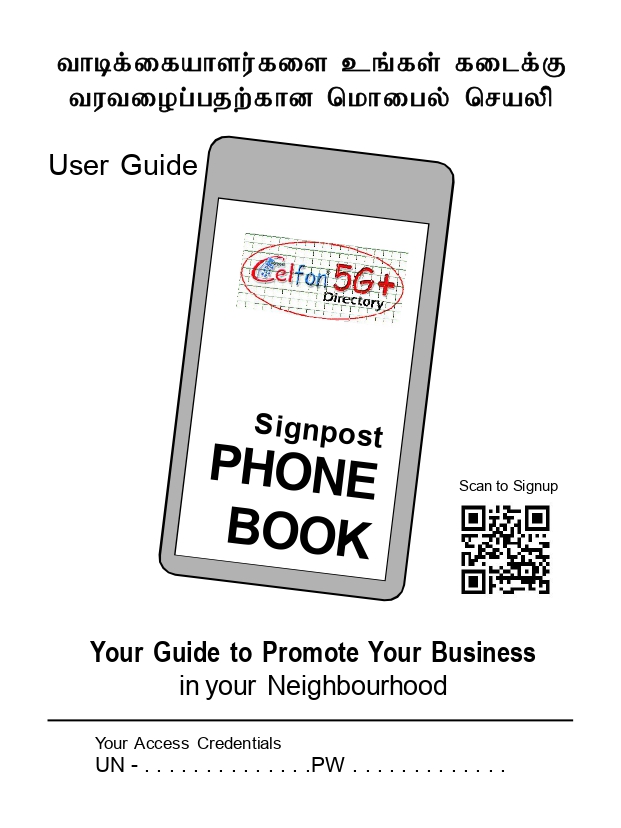 வாடிக்கையாளர்களை உங்கள் கடைக்கு
வரவழைப்பதற்கான மொபைல் செயலி
User Guide
Celfon 5G+
Directory
Signpost
PHONE
BOOK
Scan to Signup
Your Guide to Promote Your Business
in your Neighbourhood
Your Access Credentials
UN - . . . . . . . . . . . . . .PW . . . . . . . . . . . . .